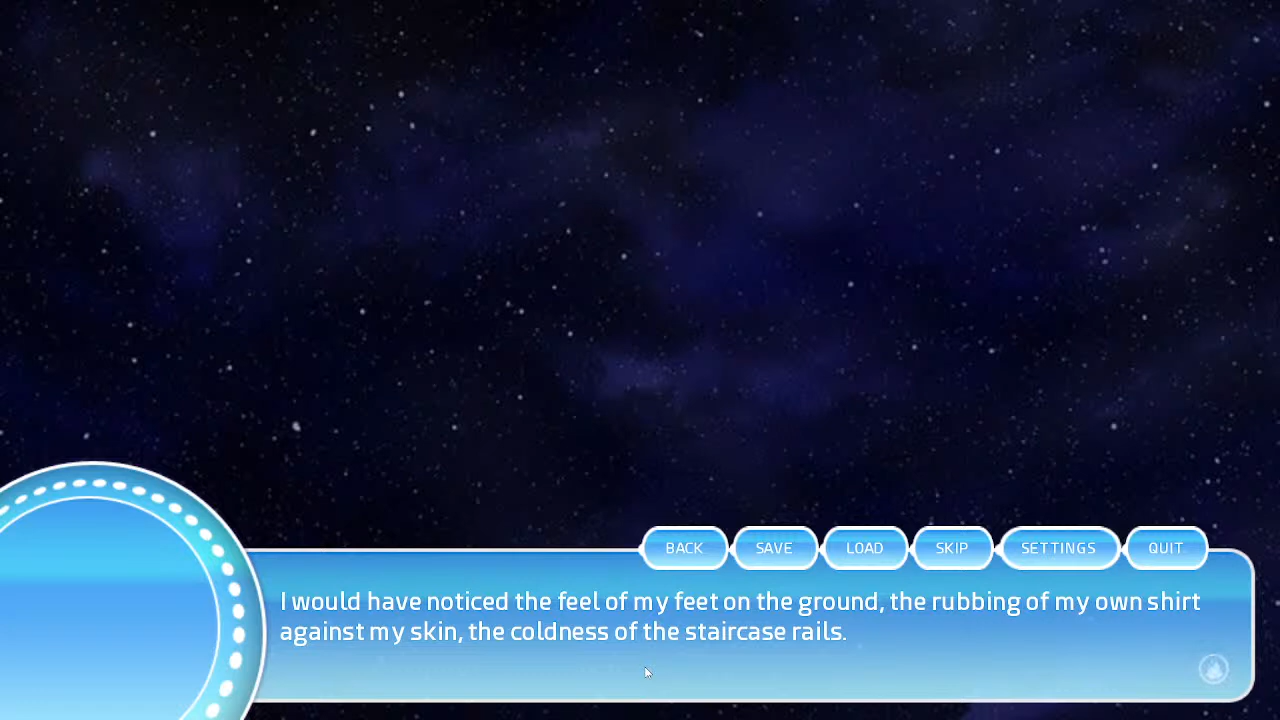 BACK SAVE LOAD SKIP SETTINGS QUIT
I would have noticed the feel of my feet on the ground, the rubbing of my own shirt
against my skin, the coldness of the staircase rails.